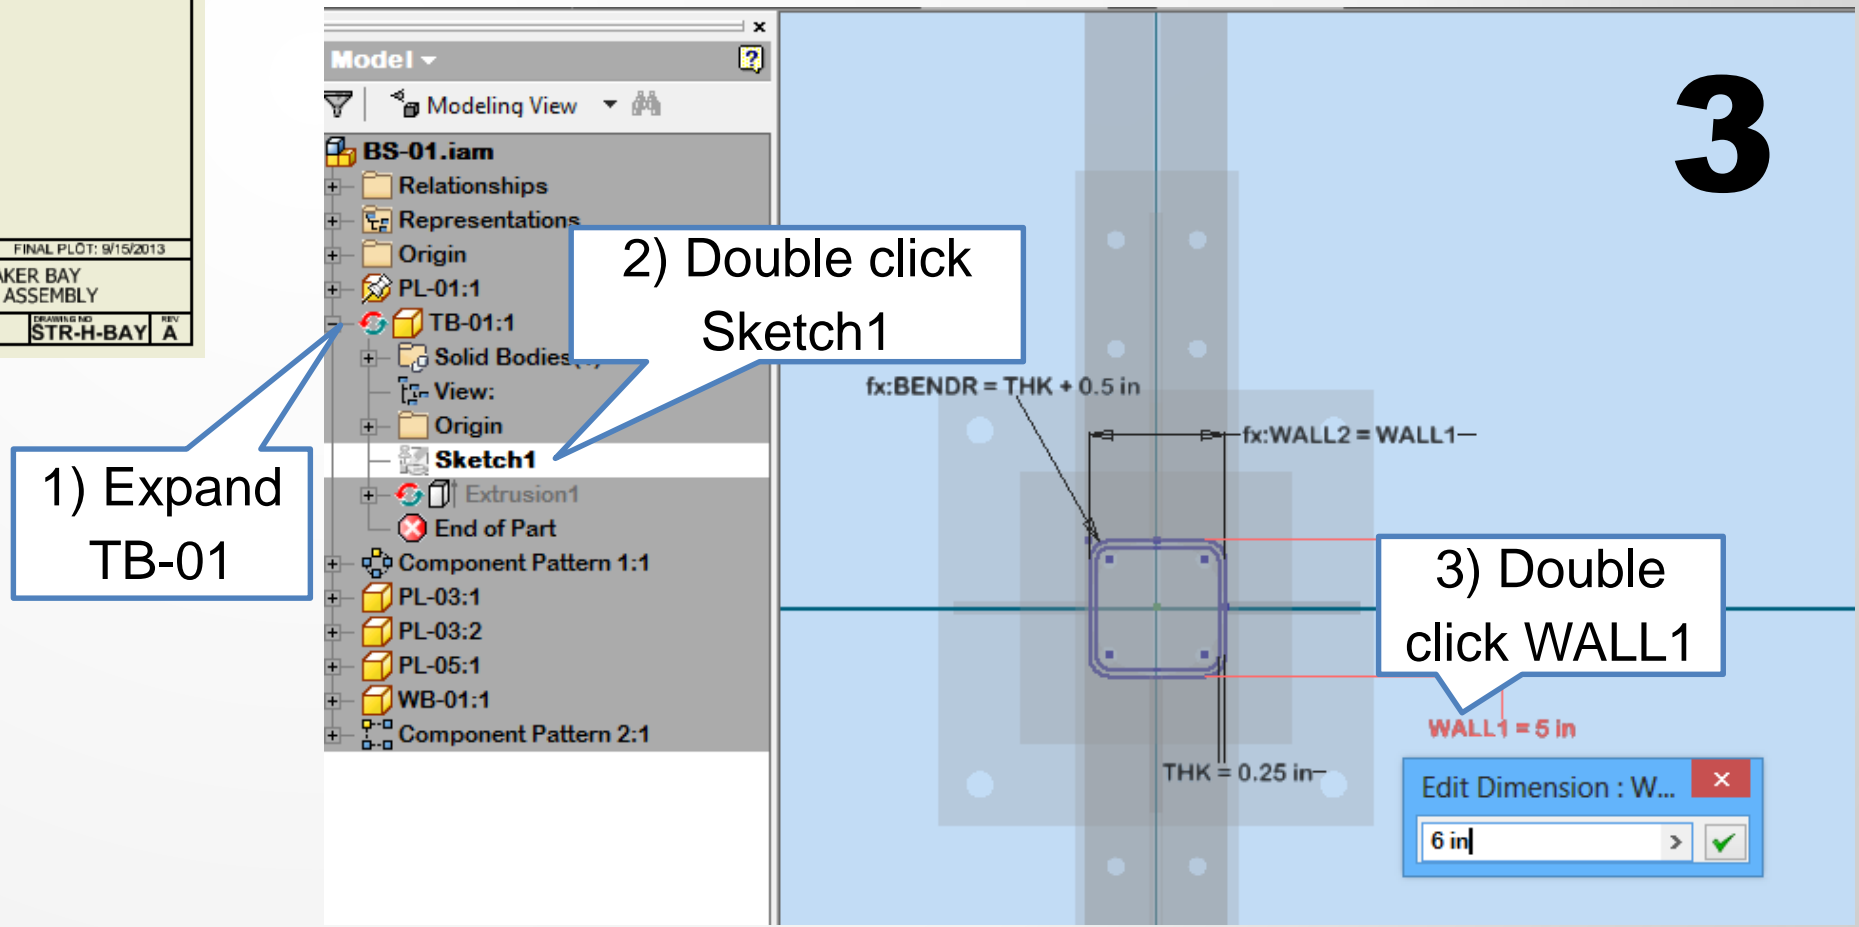 FINAL PLOT: 9/15/2013
AKER BAY
ASSEMBLY
DRAWING NO
REV
STR-H-BAY A
Model
Modeling View
BS-01.iam
Relationships
Representations
Origin
PL-01:1
TB-01:1
Solid Bodies
View:
Origin
Sketch1
Extrusion1
End of Part
Component Pattern 1:1
PL-03:1
PL-03:2
PL-05:1
WB-01:1
Component Pattern 2:1
1) Expand
TB-01
2) Double click
Sketch1
3
fx:BENDR = THK + 0.5 in
fx:WALL2 = WALL1
3) Double
click WALL1
WALL1 = 5 in
THK = 0.25 in
Edit Dimension : W...
6 in